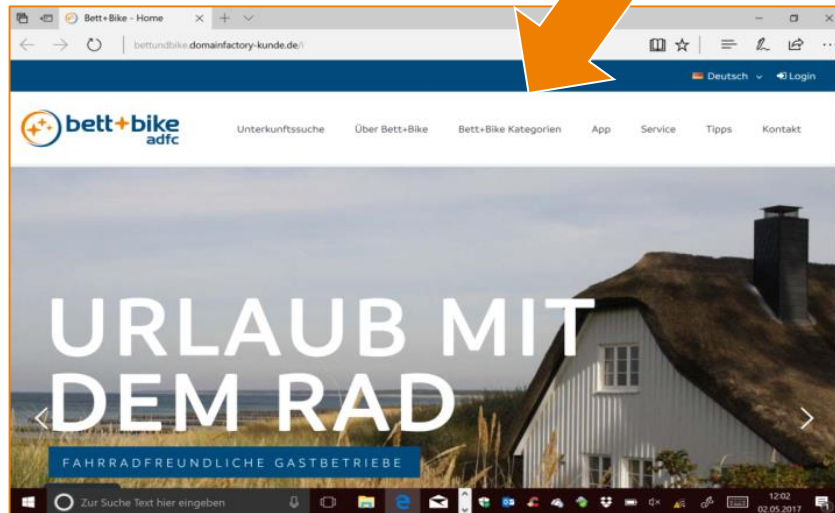 Bett+Bike - Home
bettundbike.domainfactory-kunde.de/
Deutsch Login
bett+bike
adfc
Unterkunftssuche Über Bett+Bike Bett+Bike Kategorien App Service Tipps Kontakt
URLAUB MIT
DEM RAD
FAHRRADFREUNDLICHE GASTBETRIEBE
Zur Suche Text hier eingeben
12:02
02.05.2017